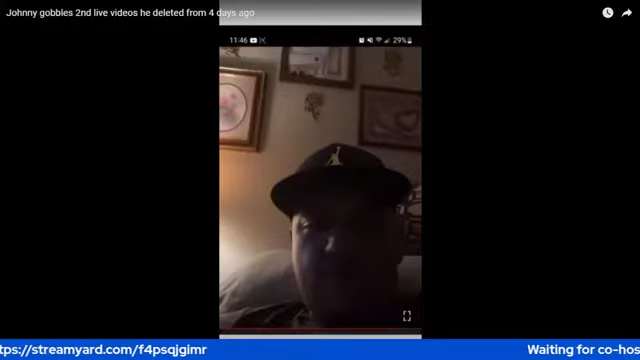 Johnny gobbles 2nd live videos he deleted from 4 days ago
11:46
29%
tps://streamyard.com/f4psqjgimr
Waiting for co-hos